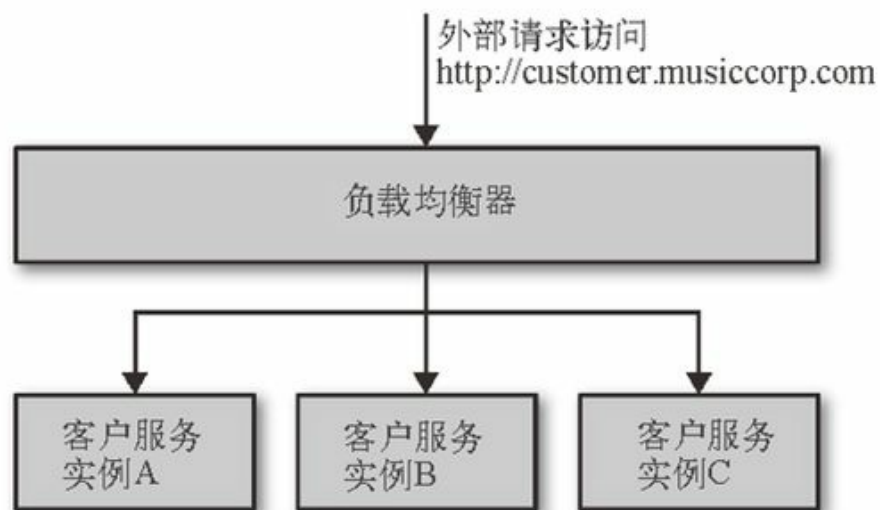 外部请求访问
http://customer.musiccorp.com
负载均衡器
客户服务
实例A
客户服务
实例B
客户服务
实例C